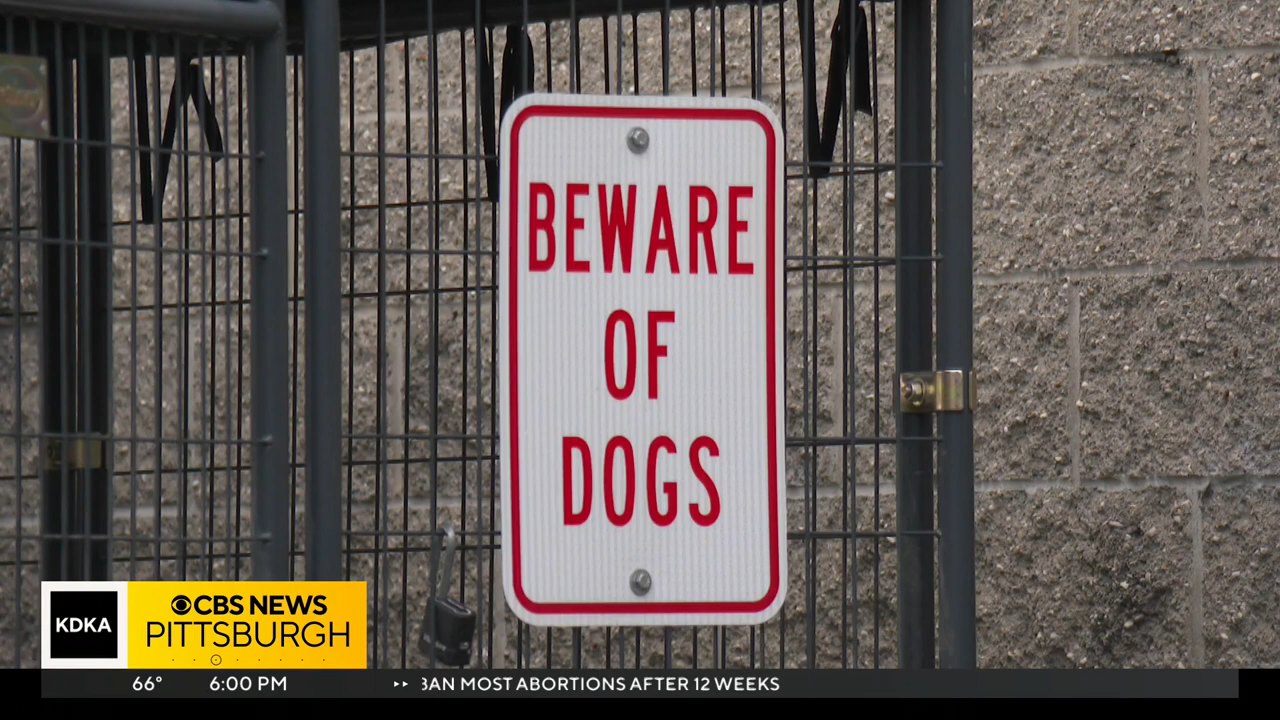 BEWARE
OF
DOGS
KDKA
CBS NEWS
PITTSBURGH
66° 6:00 PM BAN MOST ABORTIONS AFTER 12 WEEKS